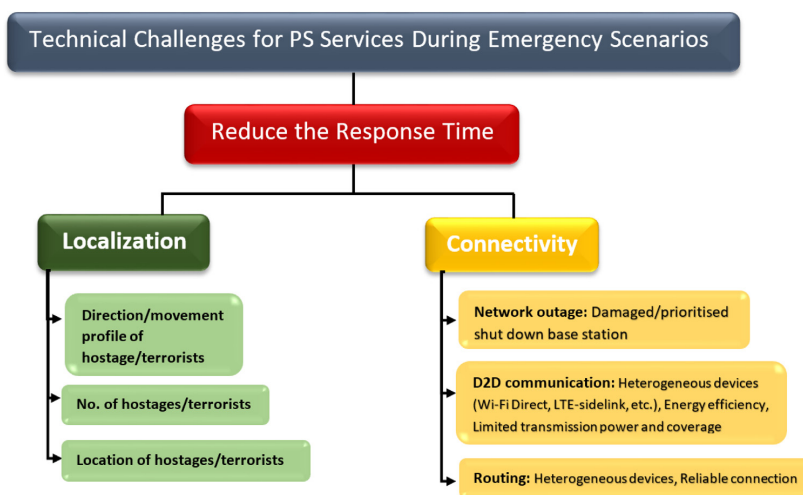 Technical Challenges for PS Services During Emergency Scenarios
Reduce the Response Time
Localization
Direction/movement
profile of
hostage/terrorists
No. of hostages/terrorists
Location of hostages/terrorists
Connectivity
Network outage: Damaged/prioritised
shut down base station
D2D communication: Heterogeneous devices
(Wi-Fi Direct, LTE-sidelink, etc.), Energy efficiency,
Limited transmission power and coverage
Routing: Heterogeneous devices, Reliable connection